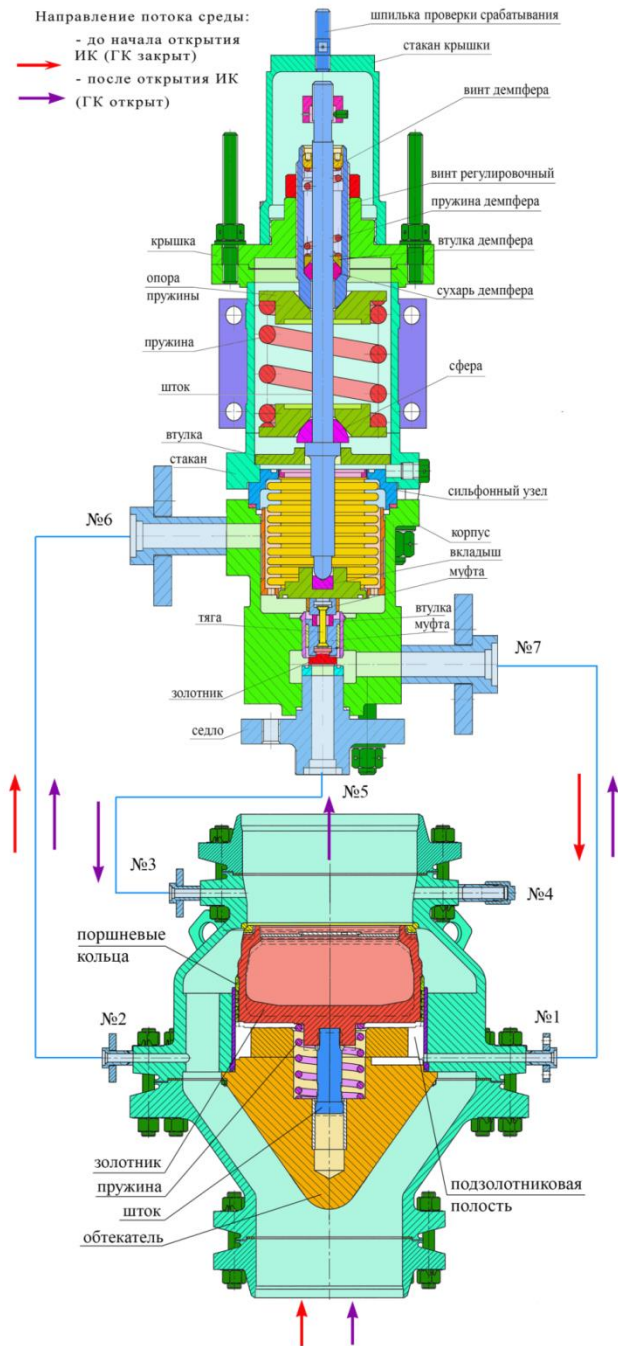 Направление потока среды:
- до начала открытия
ИК (ГК закрыт)
- после открытия ИК
(ГК открыт)
шпилька проверки срабатывания
стакан крышки
винт демпфера
винт регулировочный
пружина демпфера
втулка демпфера
крышка
опора
пружины
сухарь демпфера
пружина
сфера
шток
втулка
стакан
сильфонный узел
№6
корпус
вкладыш
муфта
втулка
тяга
муфта
№7
золотник
седло
№5
№3
№4
поршневые
кольца
№2
№1
золотник
пружина
подзолотниковая
полость
шток
обтекатель